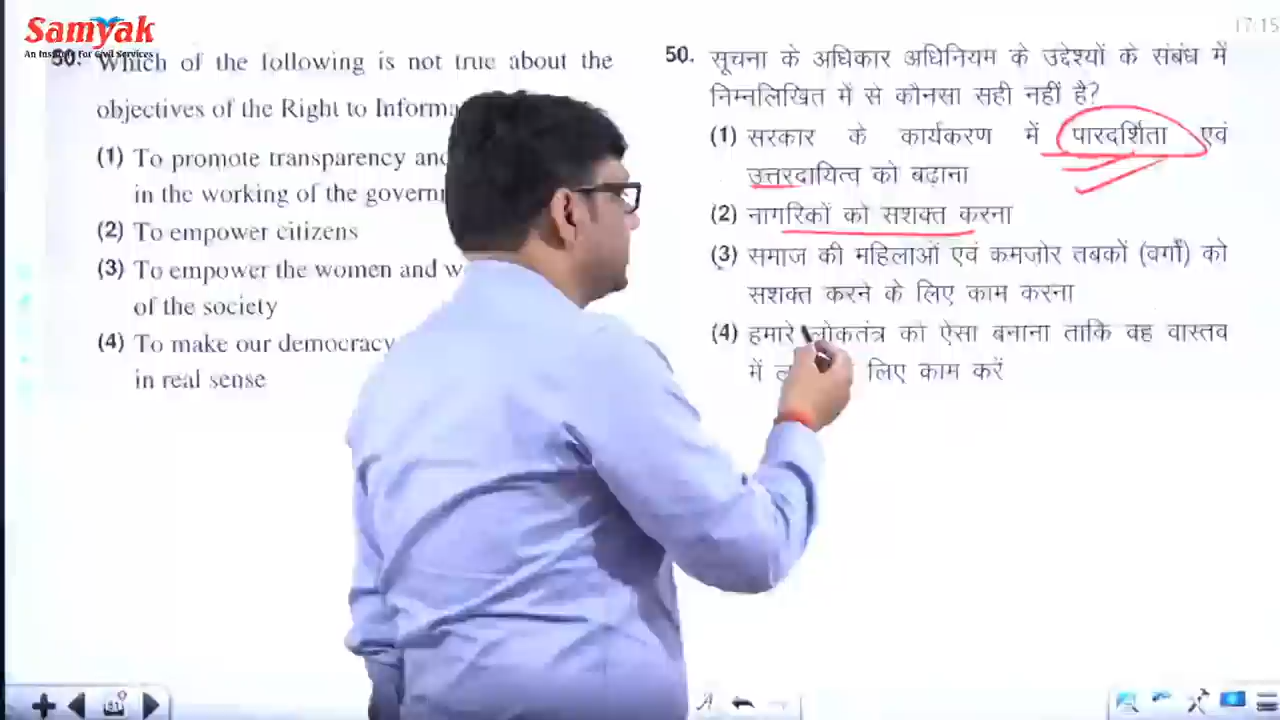 Samyak
An Institute For Civil Services
17:15
50. Which of the following is not true about the
objectives of the Right to Informa
(1) To promote transparency and
in the working of the governm
(2) To empower citizens
(3) To empower the women and w
of the society
(4) To make our democracy
in real sense
50. सूचना के अधिकार अधिनियम के उद्देश्यों के संबंध में
निम्नलिखित में से कौनसा सही नहीं है?
(1) सरकार के कार्यकरण में पारदर्शिता एवं
उत्तरदायित्व को बढ़ाना
(2) नागरिकों को सशक्त करना
(3) समाज की महिलाओं एवं कमजोर तबकों (वर्गों) को
सशक्त करने के लिए काम करना
(4) हमारे लोकतंत्र को ऐसा बनाना ताकि वह वास्तव
में लिए काम करें